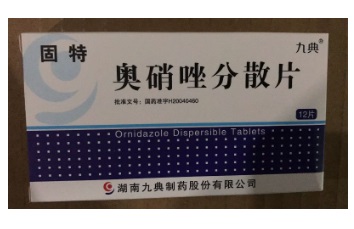 固特
九典®
奥硝唑分散片
批准文号：国药准字H20040460
12片
Ornidazole Dispersible Tablets
湖南九典制药股份有限公司